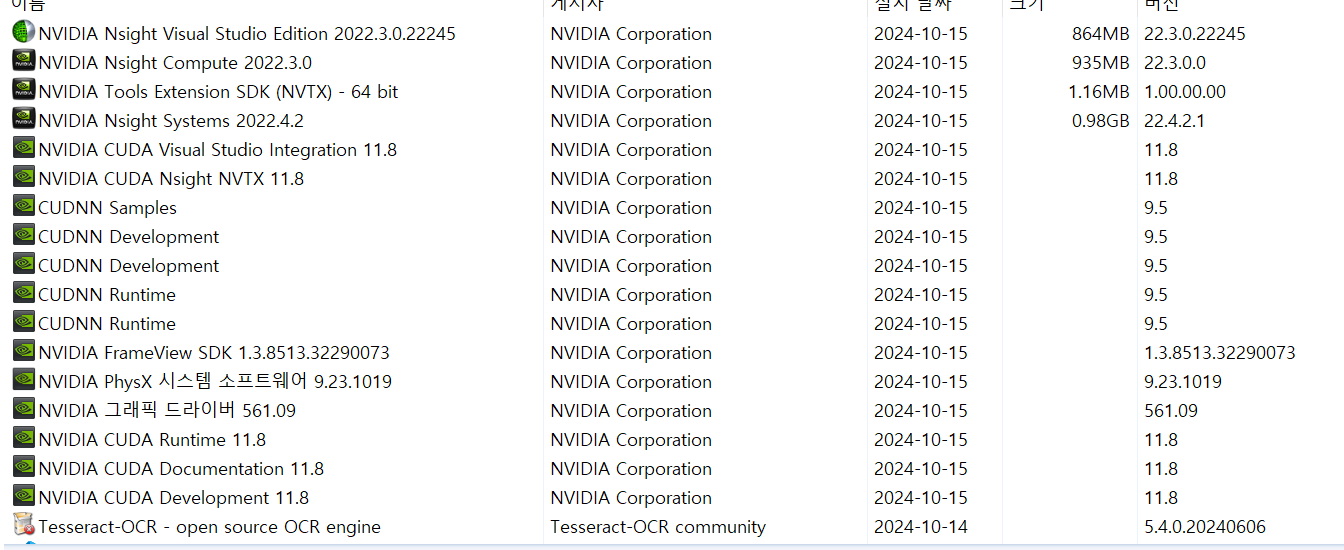 이름 게시자 설치 날짜 크기 버전
NVIDIA Nsight Visual Studio Edition 2022.3.0.22245 NVIDIA Corporation 2024-10-15 864MB 22.3.0.22245
NVIDIA Nsight Compute 2022.3.0 NVIDIA Corporation 2024-10-15 935MB 22.3.0.0
NVIDIA Tools Extension SDK (NVTX) - 64 bit NVIDIA Corporation 2024-10-15 1.16MB 1.00.00.00
NVIDIA Nsight Systems 2022.4.2 NVIDIA Corporation 2024-10-15 0.98GB 22.4.2.1
NVIDIA CUDA Visual Studio Integration 11.8 NVIDIA Corporation 2024-10-15 11.8
NVIDIA CUDA Nsight NVTX 11.8 NVIDIA Corporation 2024-10-15 11.8
CUDNN Samples NVIDIA Corporation 2024-10-15 9.5
CUDNN Development NVIDIA Corporation 2024-10-15 9.5
CUDNN Development NVIDIA Corporation 2024-10-15 9.5
CUDNN Runtime NVIDIA Corporation 2024-10-15 9.5
CUDNN Runtime NVIDIA Corporation 2024-10-15 9.5
NVIDIA FrameView SDK 1.3.8513.32290073 NVIDIA Corporation 2024-10-15 1.3.8513.32290073
NVIDIA PhysX 시스템 소프트웨어 9.23.1019 NVIDIA Corporation 2024-10-15 9.23.1019
NVIDIA 그래픽 드라이버 561.09 NVIDIA Corporation 2024-10-15 561.09
NVIDIA CUDA Runtime 11.8 NVIDIA Corporation 2024-10-15 11.8
NVIDIA CUDA Documentation 11.8 NVIDIA Corporation 2024-10-15 11.8
NVIDIA CUDA Development 11.8 NVIDIA Corporation 2024-10-15 11.8
Tesseract-OCR - open source OCR engine Tesseract-OCR community 2024-10-14 5.4.0.20240606